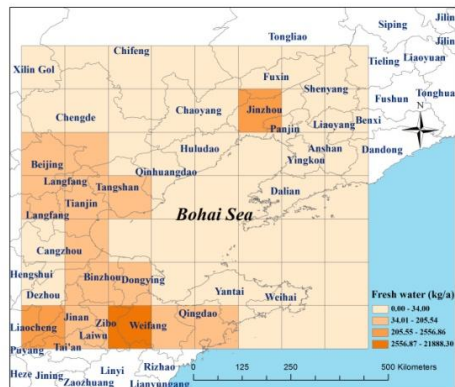 Siping
Jilin
Tongliao
Chifeng
Jilin
Liaoyuan
Tieling
Xilin Gol
Fuxin
Shenyang
Fushun
Tonghua
Chaoyang
Jinzhou
N
Chengde
Benxi
Liaoyang
Panjin
Anshan
Huludao
Dandong
Beijing
Yingkou
Qinhuangdao
Langfang
Tangshan
Dalian
Tianjin
Langfang
Bohai Sea
Cangzhou
Hengshui
Binzhou
Dongying
Dezhou
Yantai
Weihai
Fresh water (kg/a)
0.00 - 34.00
34.01 - 205.54
205.55 - 2556.86
2556.87 - 21888.30
Qingdao
Jinan
Liaocheng
Zibo
Weifang
Laiwu
Tai'an
Puyang
Rizhao
Linyi
Heze
Jining
Zaozhuang
Lianyungang
0
125
250
500 Kilometers